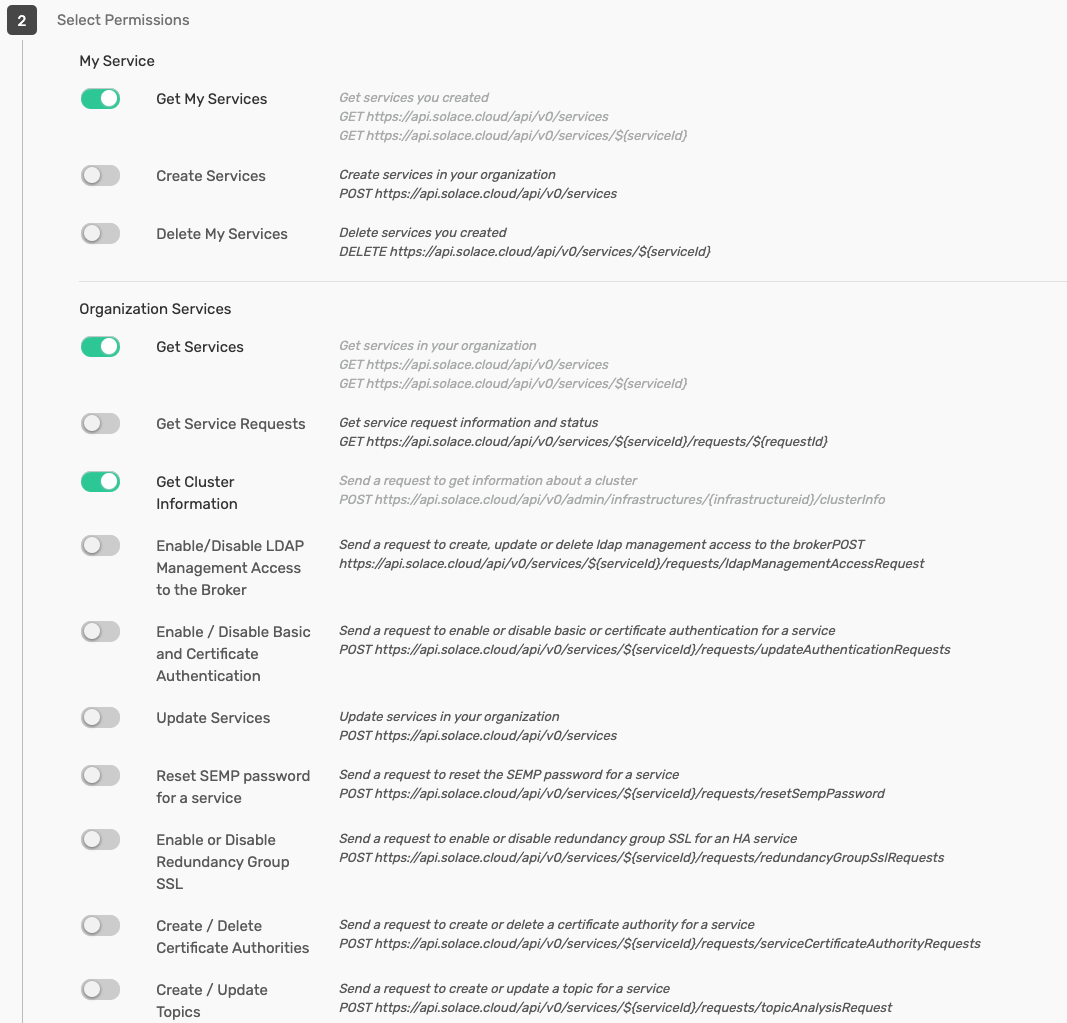 2
Select Permissions
My Service
Get My Services
Get services you created
GET https://api.solace.cloud/api/v0/services
GET https://api.solace.cloud/api/v0/services/${serviceId}
Create Services
Create services in your organization
POST https://api.solace.cloud/api/v0/services
Delete My Services
Delete services you created
DELETE https://api.solace.cloud/api/v0/services/${serviceId}
Organization Services
Get Services
Get services in your organization
GET https://api.solace.cloud/api/v0/services
GET https://api.solace.cloud/api/v0/services/${serviceId}
Get Service Requests
Get service request information and status
GET https://api.solace.cloud/api/v0/services/${serviceId}/requests/${requestId}
Get Cluster
Information
Send a request to get information about a cluster
POST https://api.solace.cloud/api/v0/admin/infrastructures/{infrastructureid}/clusterInfo
Enable/Disable LDAP
Management Access
to the Broker
Send a request to create, update or delete ldap management access to the brokerPOST
https://api.solace.cloud/api/v0/services/${serviceId}/requests/ldapManagementAccessRequest
Enable / Disable Basic
and Certificate
Authentication
Send a request to enable or disable basic or certificate authentication for a service
POST https://api.solace.cloud/api/v0/services/${serviceId}/requests/updateAuthenticationRequests
Update Services
Update services in your organization
POST https://api.solace.cloud/api/v0/services
Reset SEMP password
for a service
Send a request to reset the SEMP password for a service
POST https://api.solace.cloud/api/v0/services/${serviceId}/requests/resetSempPassword
Enable or Disable
Redundancy Group
SSL
Send a request to enable or disable redundancy group SSL for an HA service
POST https://api.solace.cloud/api/v0/services/${serviceId}/requests/redundancyGroupSslRequests
Create / Delete
Certificate Authorities
Send a request to create or delete a certificate authority for a service
POST https://api.solace.cloud/api/v0/services/${serviceId}/requests/serviceCertificateAuthorityRequests
Create / Update
Topics
Send a request to create or update a topic for a service
POST https://api.solace.cloud/api/v0/services/${serviceId}/requests/topicAnalysisRequest